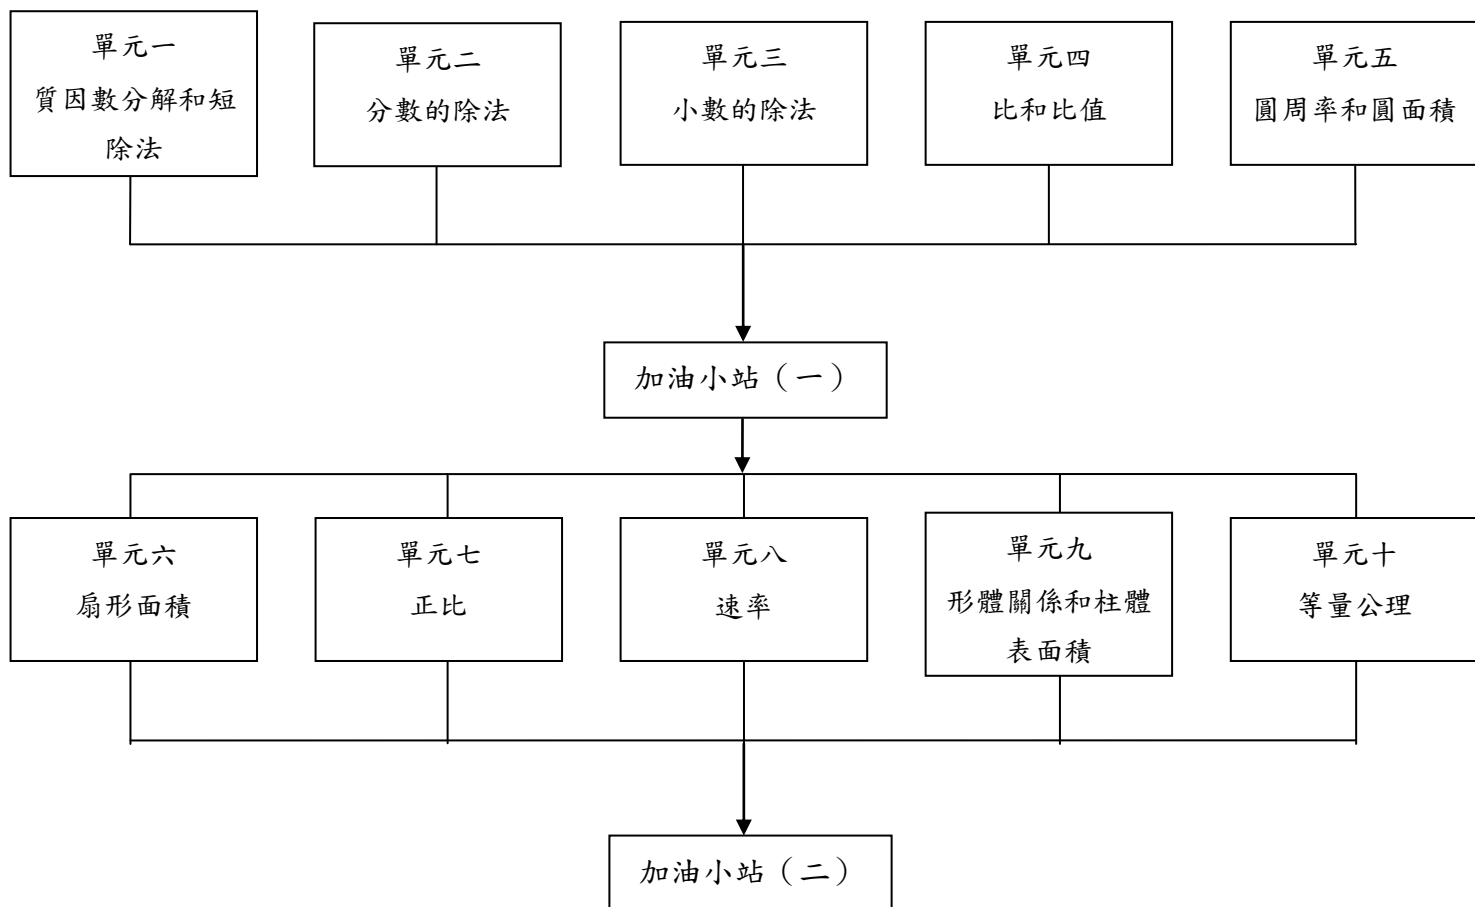 單元一
質因數分解和短
除法
單元二
分數的除法
單元三
小數的除法
單元四
比和比值
單元五
圓周率和圓面積
加油小站（一）
單元六
扇形面積
單元七
正比
單元八
速率
單元九
形體關係和柱體
表面積
單元十
等量公理
加油小站（二）